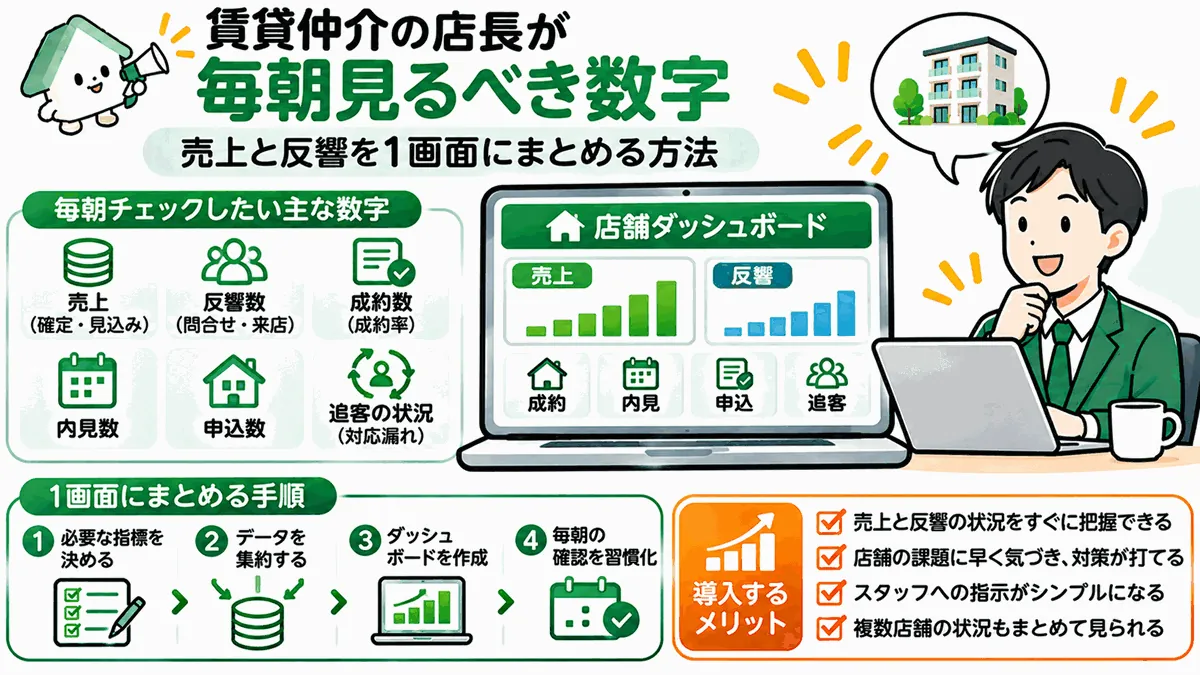 賃貸仲介の店長が
毎朝見るべき数字
売上と反響を1画面にまとめる方法
毎朝チェックしたい主な数字
売上
(確定・見込み)
反響数
(問合せ・来店)
成約数
(成約率)
内見数
申込数
追客の状況
(対応漏れ)
店舗ダッシュボード
売上
反響
成約
内見
申込
追客
1画面にまとめる手順
1 必要な指標を
決める
2 データを
集約する
3 ダッシュ
ボードを作成
4 毎朝の
確認を習慣化
導入する
メリット
売上と反響の状況をすぐに把握できる
店舗の課題に早く気づき、対策が打てる
スタッフへの指示がシンプルになる
複数店舗の状況もまとめて見られる